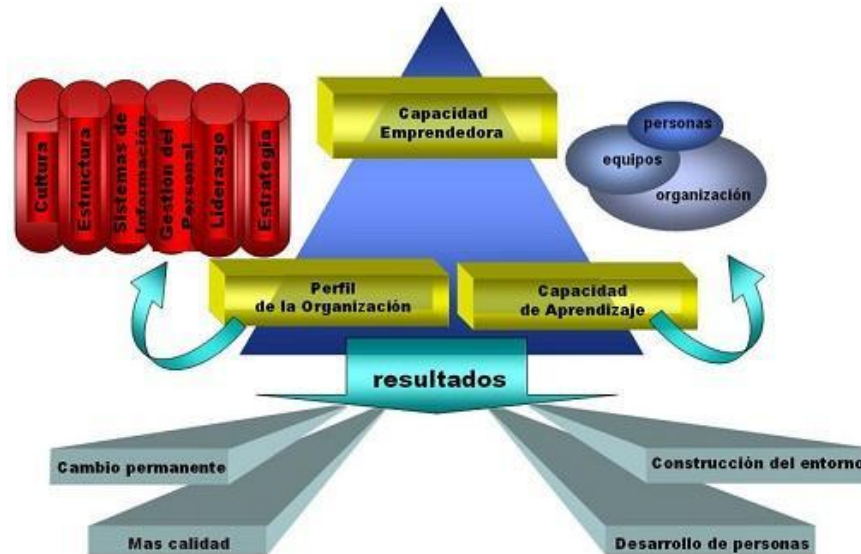 Cultura
Estructura
Sistemas de
Información
Gestión del
Personal
Liderazgo
Estrategia
Capacidad
Emprendedora
personas
equipos
organización
Perfil
de la Organización
Capacidad
de Aprendizaje
resultados
Cambio permanente
Construcción del entorno
Mas calidad
Desarrollo de personas